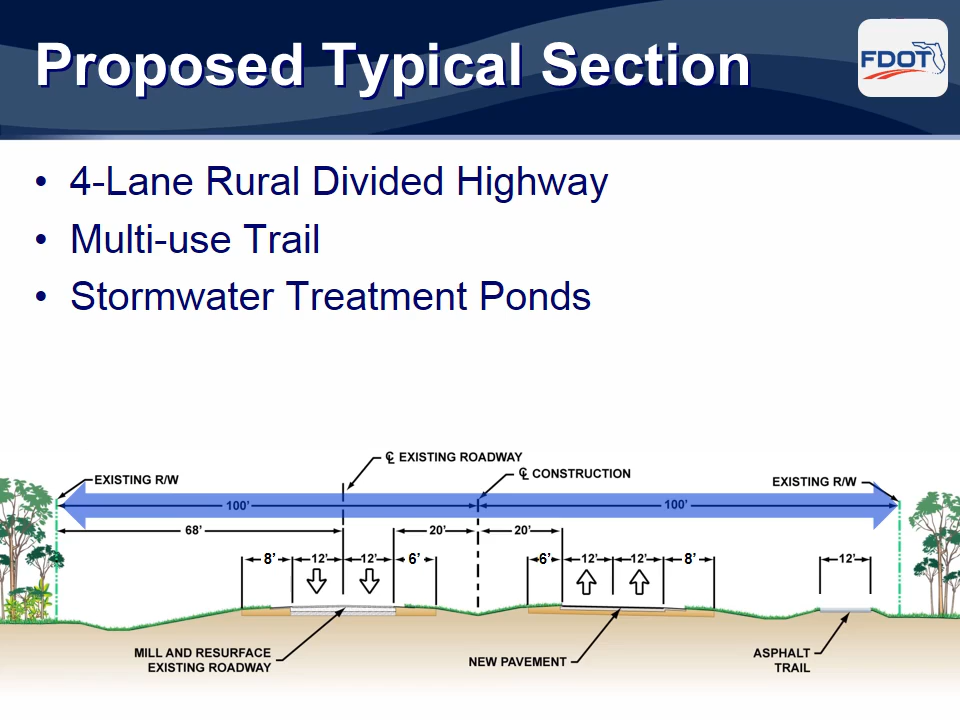 Proposed Typical Section
FDOT
• 4-Lane Rural Divided Highway
• Multi-use Trail
• Stormwater Treatment Ponds
℄ EXISTING ROADWAY
℄ CONSTRUCTION
EXISTING R/W
EXISTING R/W
100’
100’
68’
20’
20’
8’
12’
12’
6’
6’
12’
12’
8’
12’
MILL AND RESURFACE
EXISTING ROADWAY
NEW PAVEMENT
ASPHALT
TRAIL